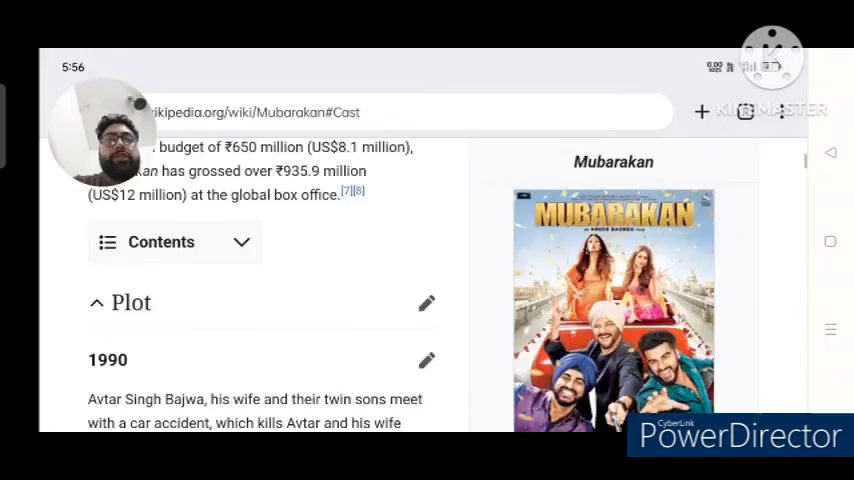 5:56
ikipedia.org/wiki/Mubarakan#Cast
KINEMASTER
budget of ₹650 million (US$8.1 million),
an has grossed over ₹935.9 million
(US$12 million) at the global box office.[7][8]
Contents
Plot
1990
Avtar Singh Bajwa, his wife and their twin sons meet
with a car accident, which kills Avtar and his wife
Mubarakan
MUBARAKAN
CyberLink
PowerDirector